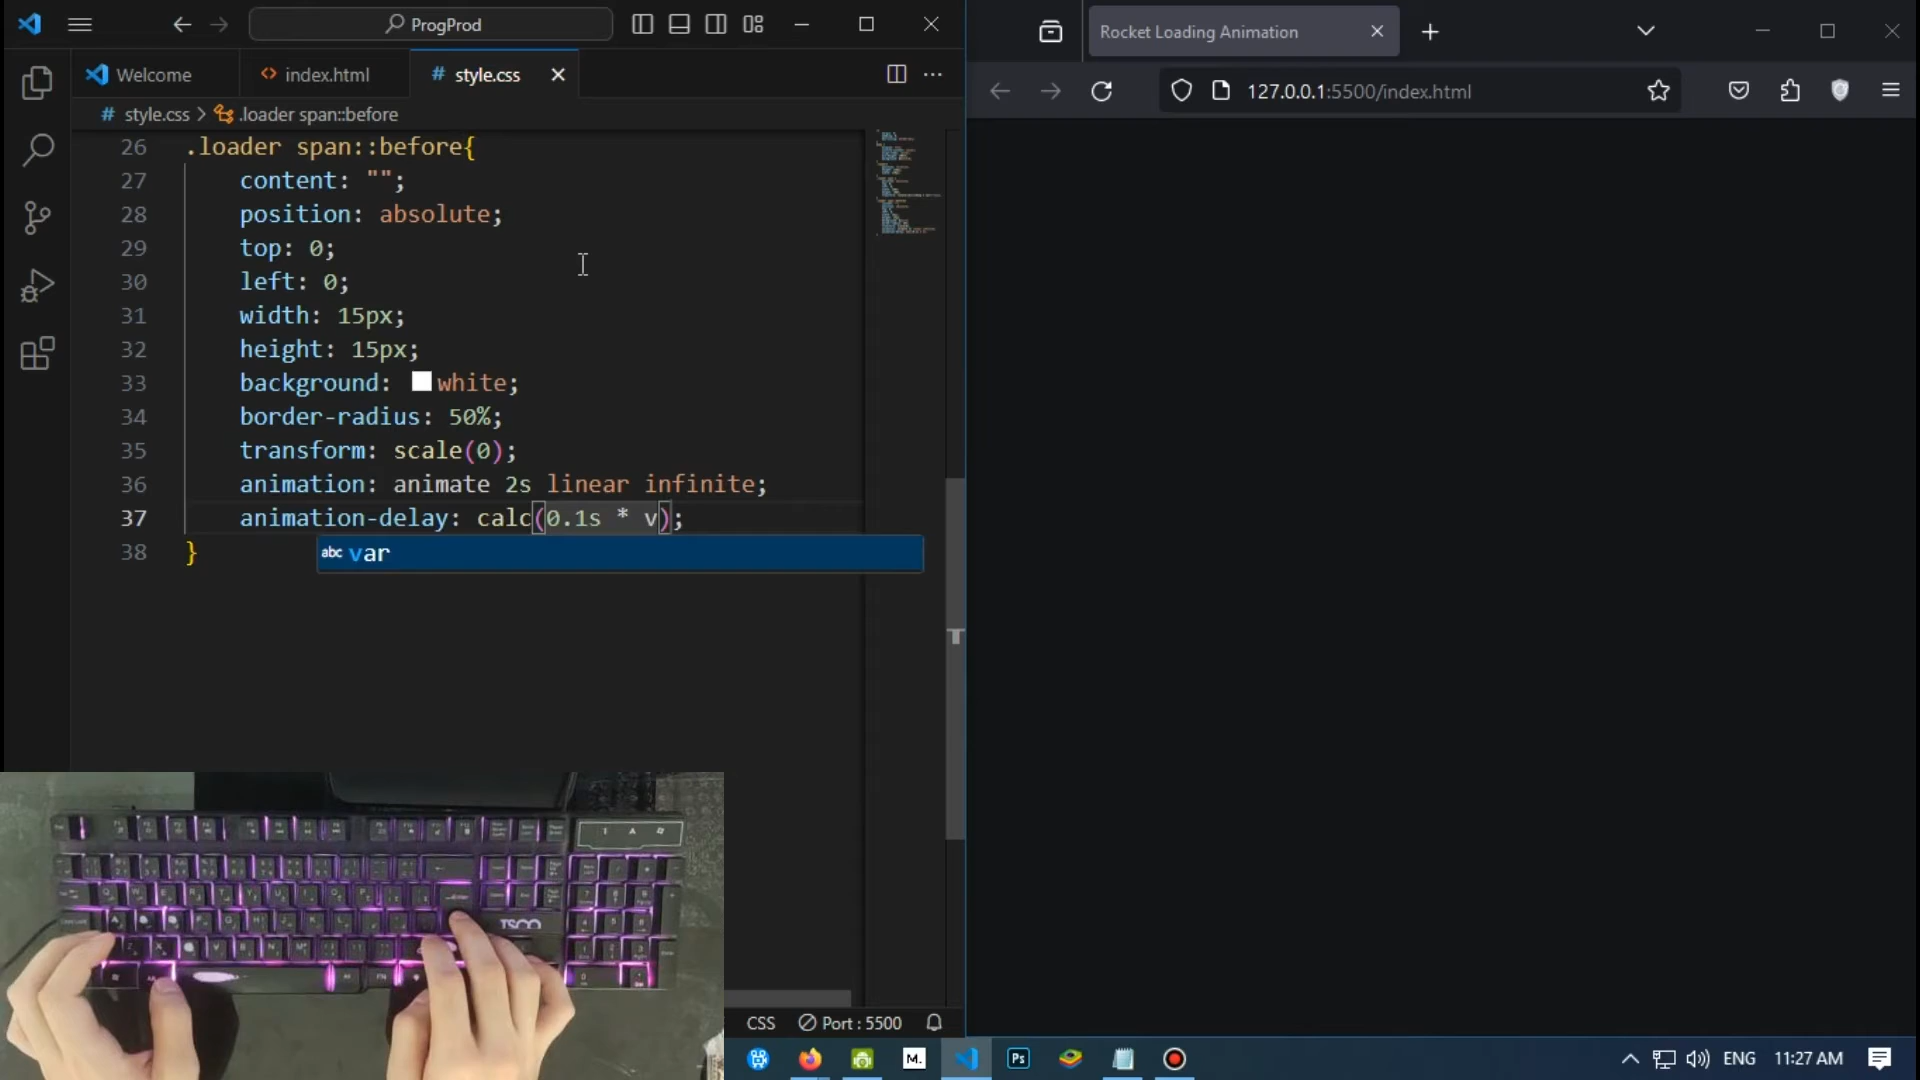 ProgProd
Welcome
index.html
# style.css
# style.css > .loader span::before
26 .loader span::before{
27 content: "";
28 position: absolute;
29 top: 0;
30 left: 0;
31 width: 15px;
32 height: 15px;
33 background: white;
34 border-radius: 50%;
35 transform: scale(0);
36 animation: animate 2s linear infinite;
37 animation-delay: calc(0.1s * v);
38 }
abc var
CSS
Port : 5500
Rocket Loading Animation
127.0.0.1:5500/index.html
TSCO
M.
Ps
ENG
11:27 AM